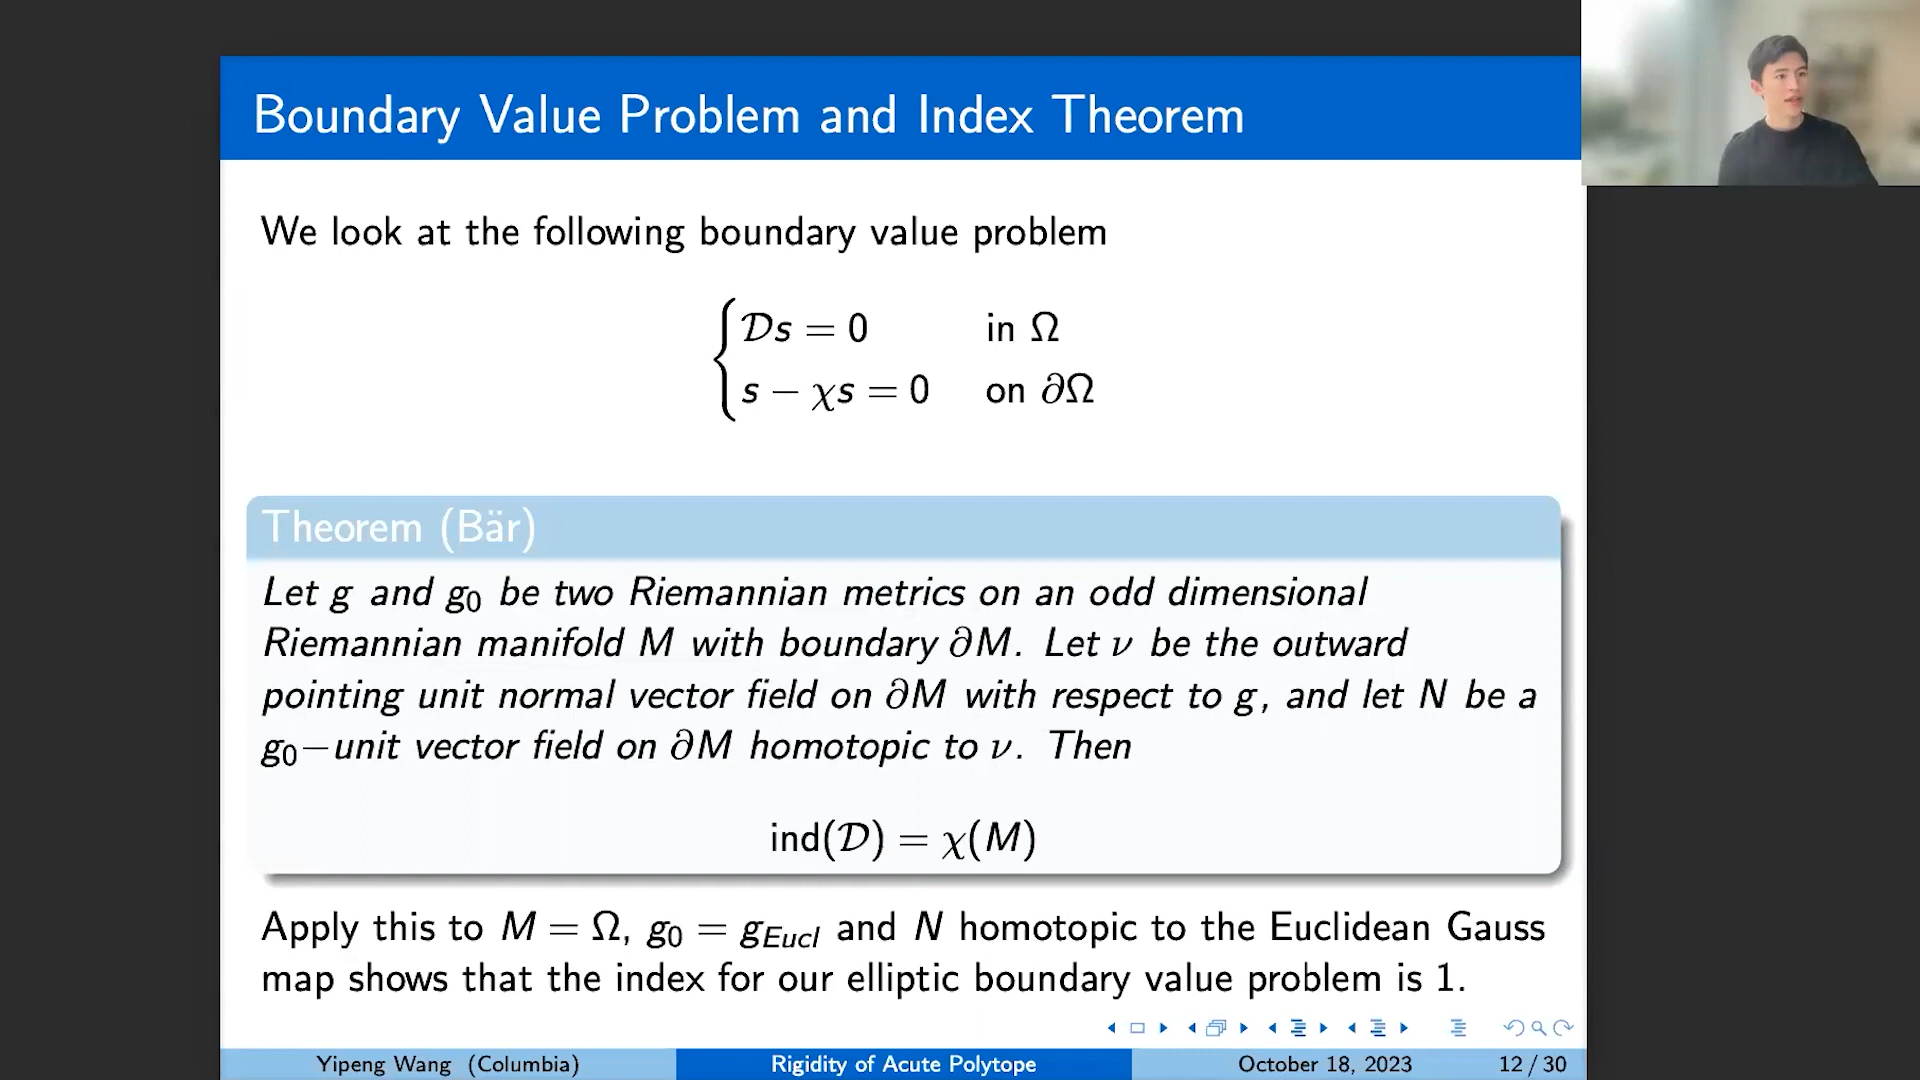 Boundary Value Problem and Index Theorem
We look at the following boundary value problem
𝒟s = 0 in Ω
s − χs = 0 on ∂Ω
Theorem (Bär)
Let g and g₀ be two Riemannian metrics on an odd dimensional
Riemannian manifold M with boundary ∂M. Let ν be the outward
pointing unit normal vector field on ∂M with respect to g, and let N be a
g₀−unit vector field on ∂M homotopic to ν. Then
ind(𝒟) = χ(M)
Apply this to M = Ω, g₀ = g_Eucl and N homotopic to the Euclidean Gauss
map shows that the index for our elliptic boundary value problem is 1.
Yipeng Wang (Columbia) Rigidity of Acute Polytope October 18, 2023 12 / 30